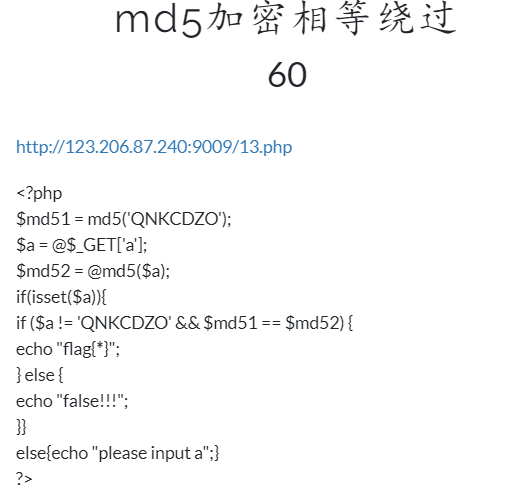 md5加密相等绕过
60
http://123.206.87.240:9009/13.php
<?php
$md51 = md5('QNKCDZO');
$a = @$_GET['a'];
$md52 = @md5($a);
if(isset($a)){
if ($a != 'QNKCDZO' && $md51 == $md52) {
echo "flag{*}";
} else {
echo "false!!!";
}}
else{echo "please input a";}
?>